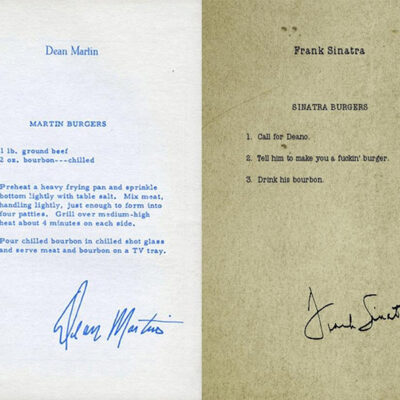 Dean Martin
MARTIN BURGERS
1 lb. ground beef
2 oz. bourbon---chilled
Preheat a heavy frying pan and sprinkle
bottom lightly with table salt. Mix meat,
handling lightly, just enough to form into
four patties. Grill over medium-high
heat about 4 minutes on each side.
Pour chilled bourbon in chilled shot glass
and serve meat and bourbon on a TV tray.
Dean Martin
Frank Sinatra
SINATRA BURGERS
1. Call for Deano.
2. Tell him to make you a fuckin' burger.
3. Drink his bourbon.
Frank Sinat